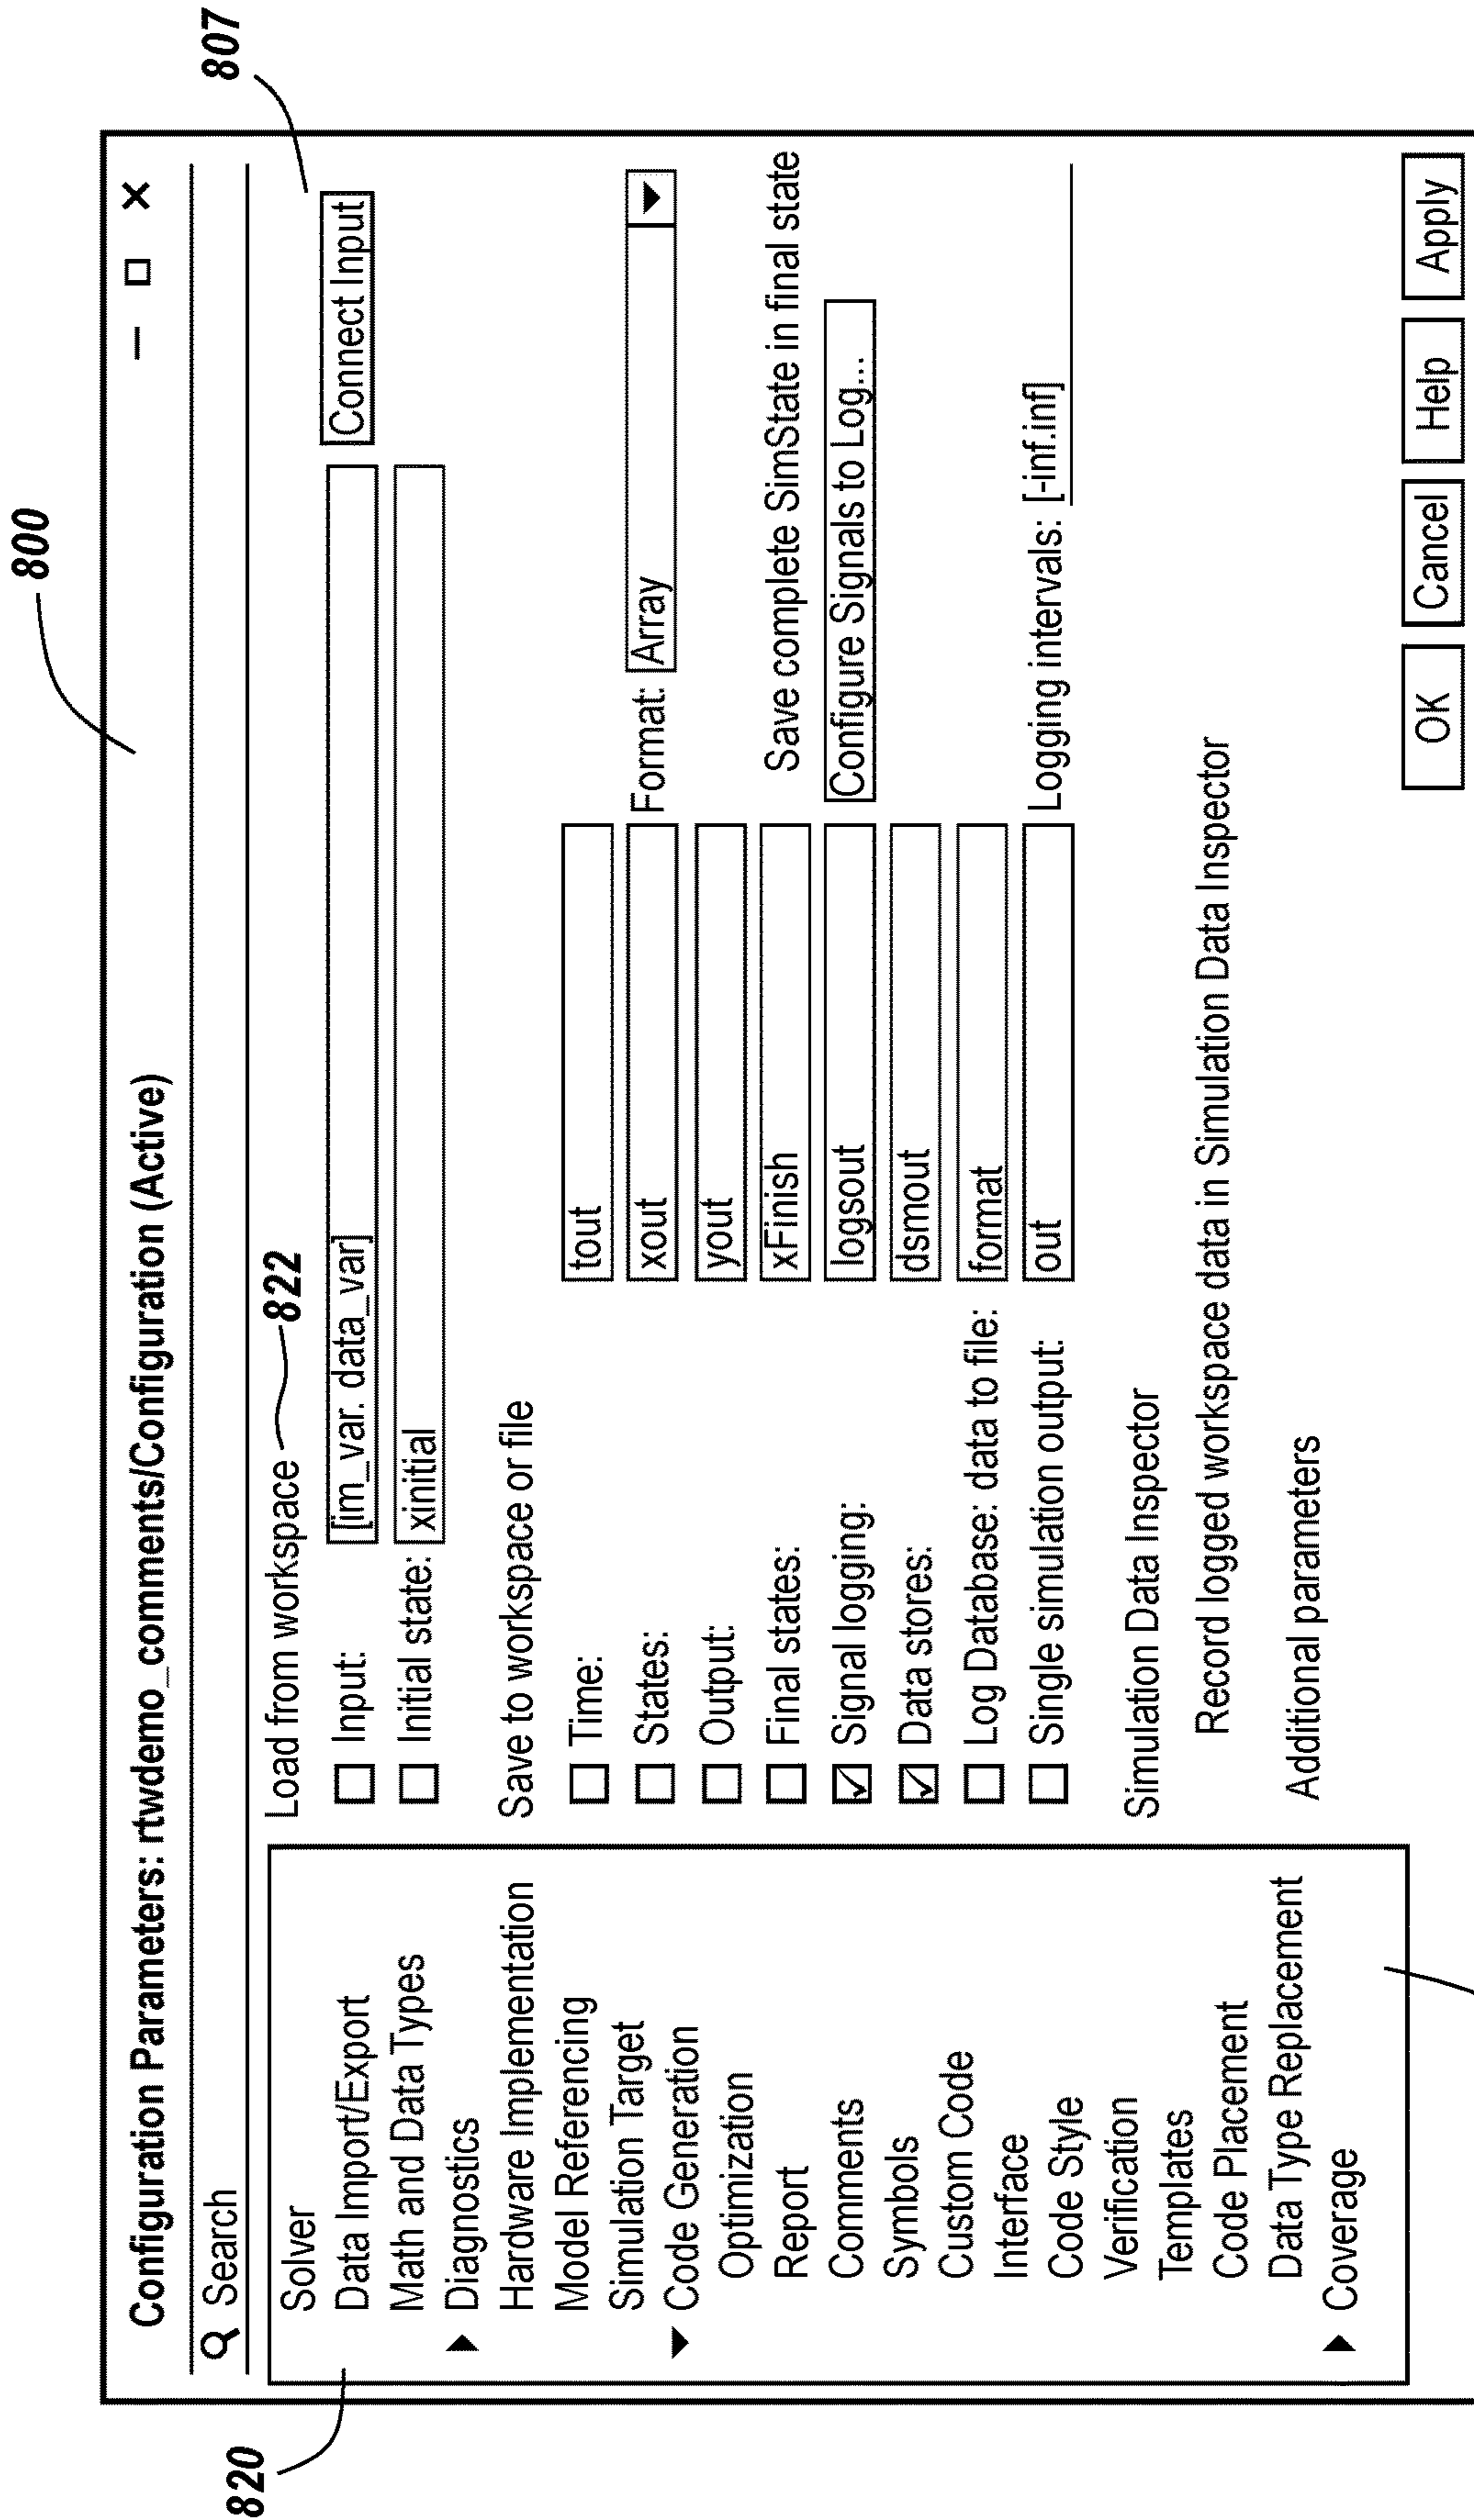 800
807
Configuration Parameters: rtwdemo_comments/Configuration (Active)
Search
820
Solver
Data Import/Export
Math and Data Types
Diagnostics
Hardware Implementation
Model Referencing
Simulation Target
Code Generation
Optimization
Report
Comments
Symbols
Custom Code
Interface
Code Style
Verification
Templates
Code Placement
Data Type Replacement
Coverage
Load from workspace 822
Input: [im_var. data_var] Connect Input
Initial state: xinitial
Save to workspace or file
Time: tout
States: xout Format: Array
Output: yout
Final states: xFinish Save complete SimState in final state
Signal logging: logsout Configure Signals to Log...
Data stores: dsmout
Log Database: data to file: format
Single simulation output: out Logging intervals: [-inf.inf]
Simulation Data Inspector
Record logged workspace data in Simulation Data Inspector
Additional parameters
OK Cancel Help Apply